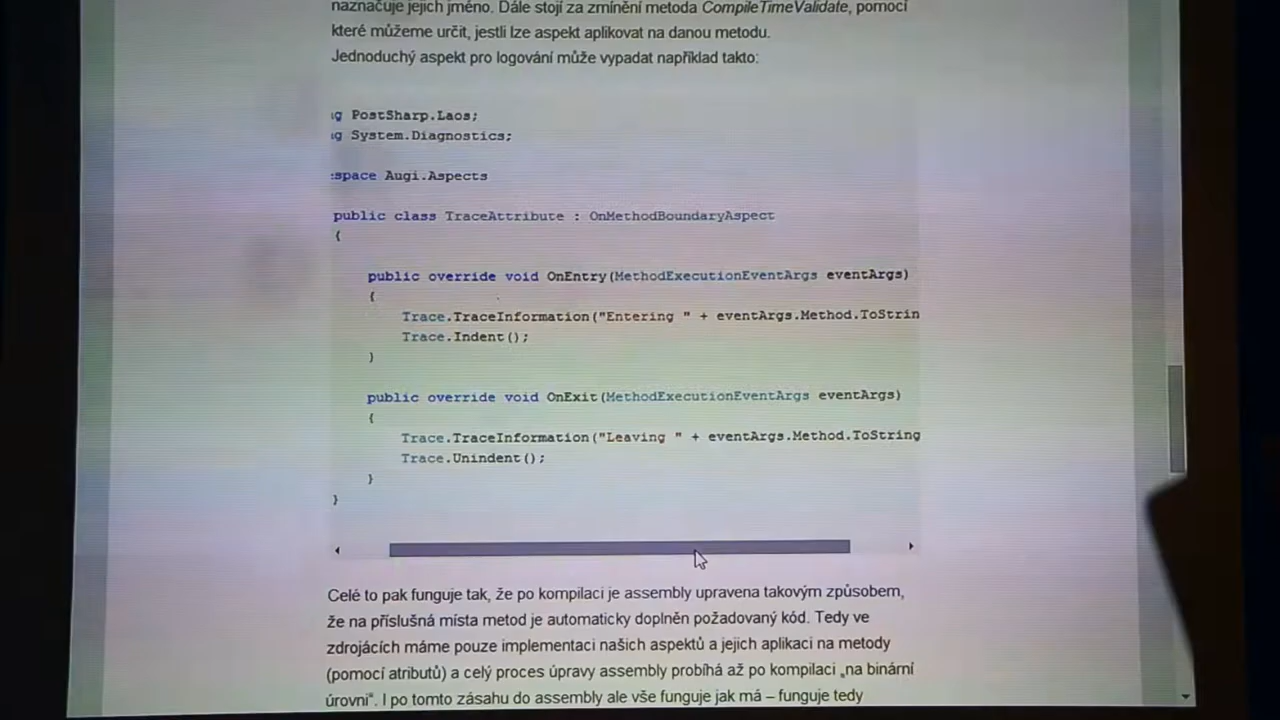 naznačuje jejich jméno. Dále stojí za zmínění metoda CompileTimeValidate, pomocí
které můžeme určit, jestli lze aspekt aplikovat na danou metodu.
Jednoduchý aspekt pro logování může vypadat například takto:
g PostSharp.Laos;
g System.Diagnostics;
space Augi.Aspects
public class TraceAttribute : OnMethodBoundaryAspect
{
public override void OnEntry(MethodExecutionEventArgs eventArgs)
{
Trace.TraceInformation("Entering " + eventArgs.Method.ToStrin
Trace.Indent();
}
public override void OnExit(MethodExecutionEventArgs eventArgs)
{
Trace.TraceInformation("Leaving " + eventArgs.Method.ToString
Trace.Unindent();
}
}
Celé to pak funguje tak, že po kompilaci je assembly upravena takovým způsobem,
že na příslušná místa metod je automaticky doplněn požadovaný kód. Tedy ve
zdrojácích máme pouze implementaci našich aspektů a jejich aplikaci na metody
(pomocí atributů) a celý proces úpravy assembly probíhá až po kompilaci „na binární
úrovni“. I po tomto zásahu do assembly ale vše funguje jak má – funguje tedy